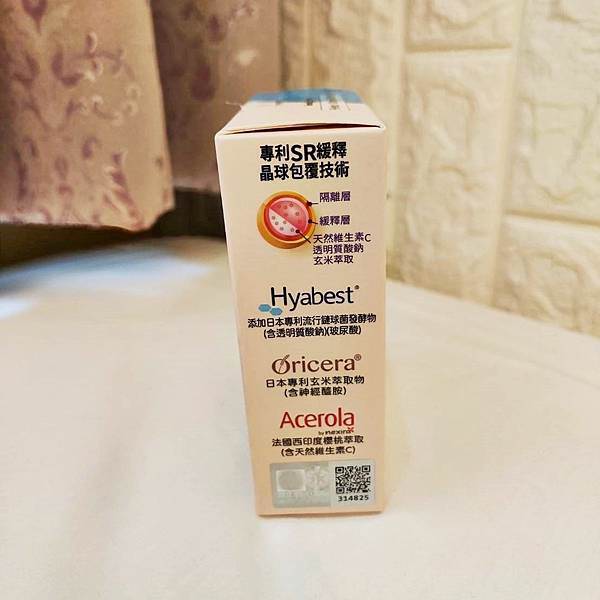 專利SR緩釋
晶球包覆技術
隔離層
緩釋層
天然維生素C
透明質酸鈉
玄米萃取
Hyabest®
添加日本專利流行鏈球菌發酵物
(含透明質酸鈉)(玻尿酸)
Oricera®
日本專利玄米萃取物
(含神經醯胺)
Acerola
by nexira
法國西印度櫻桃萃取
(含天然維生素C)
314825